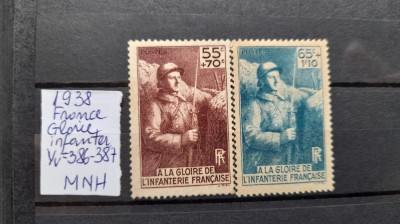 1938
France
Gloire
infanter
Yv=386-387
MNH
POSTES
55c
+70c
RF
A LA GLOIRE DE
L'INFANTERIE FRANÇAISE
POSTES
65c
+1f10
RF
A LA GLOIRE DE
L'INFANTERIE FRANÇAISE